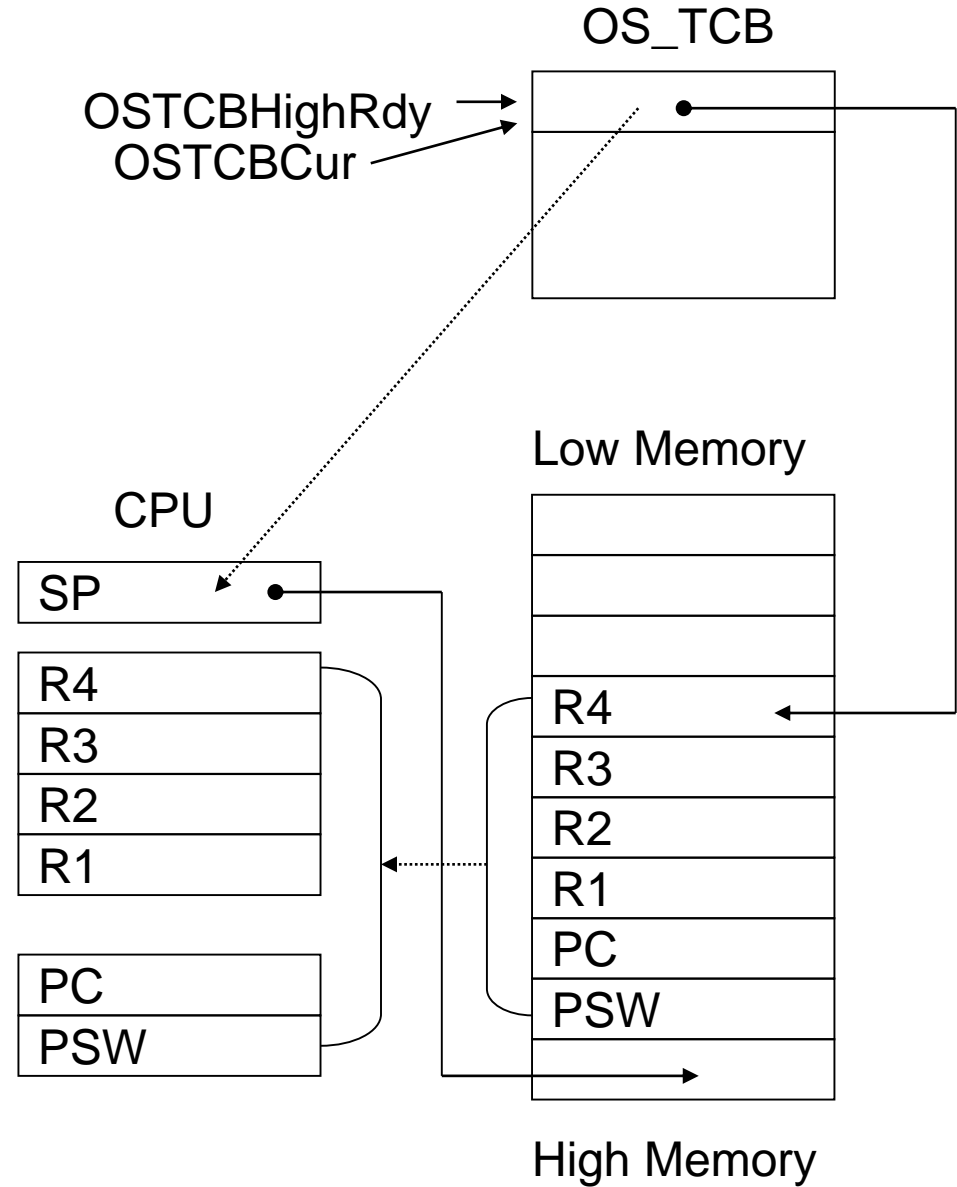 OS_TCB
OSTCBHighRdy
OSTCBCur
Low Memory
CPU
SP
R4
R3
R2
R1
PC
PSW
R4
R3
R2
R1
PC
PSW
High Memory